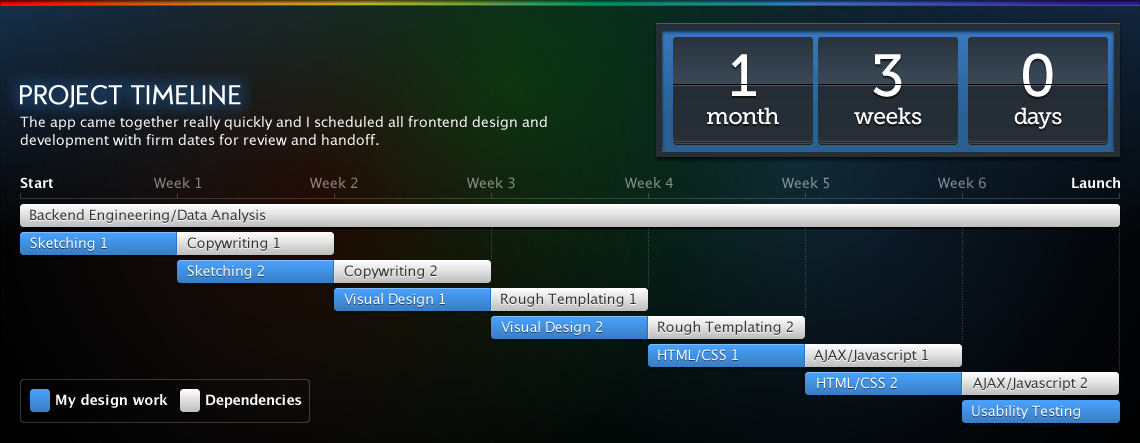 1 3 0
month weeks days
PROJECT TIMELINE
The app came together really quickly and I scheduled all frontend design and
development with firm dates for review and handoff.
Start Week 1 Week 2 Week 3 Week 4 Week 5 Week 6 Launch
Backend Engineering/Data Analysis
Sketching 1 Copywriting 1
Sketching 2 Copywriting 2
Visual Design 1 Rough Templating 1
Visual Design 2 Rough Templating 2
HTML/CSS 1 AJAX/Javascript 1
HTML/CSS 2 AJAX/Javascript 2
My design work Dependencies
Usability Testing